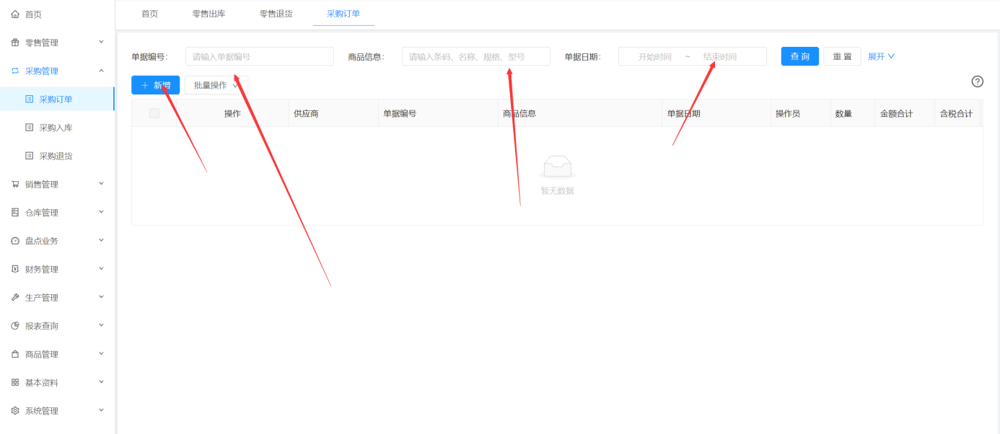 首页
零售管理
采购管理
采购订单
采购入库
采购退货
销售管理
仓库管理
盘点业务
财务管理
生产管理
报表查询
商品管理
基本资料
系统管理
首页 零售出库 零售退货 采购订单
单据编号: 请输入单据编号 商品信息: 请输入条码、名称、规格、型号 单据日期: 开始时间 ~ 结束时间 查询 重置 展开
+ 新增 批量操作
操作 供应商 单据编号 商品信息 单据日期 操作员 数量 金额合计 含税合计
暂无数据